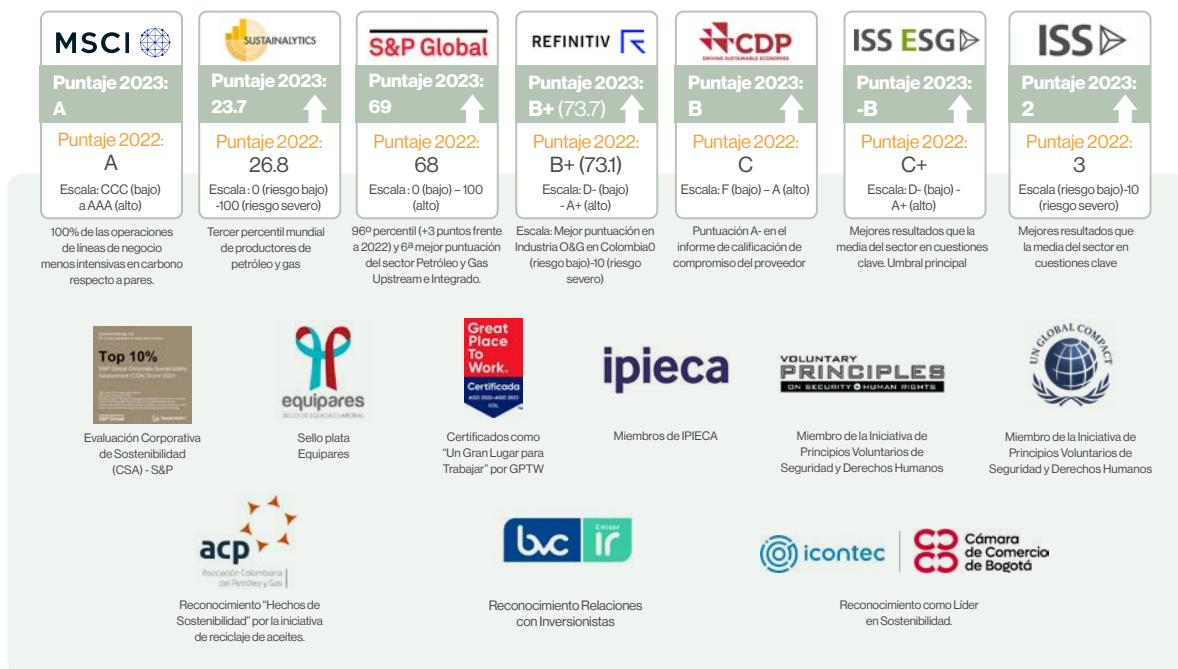 MSCI
Puntaje 2023:
A
Puntaje 2022:
A
Escala: CCC (bajo)
a AAA (alto)
100% de las operaciones
de líneas de negocio
menos intensivas en carbono
respecto a pares.
SUSTAINALYTICS
Puntaje 2023:
23.7
Puntaje 2022:
26.8
Escala : 0 (riesgo bajo)
-100 (riesgo severo)
Tercer percentil mundial
de productores de
petróleo y gas
S&P Global
Puntaje 2023:
69
Puntaje 2022:
68
Escala : 0 (bajo) – 100
(alto)
96º percentil (+3 puntos frente
a 2022) y 6ª mejor puntuación
del sector Petróleo y Gas
Upstream e Integrado.
REFINITIV
Puntaje 2023:
B+ (73.7)
Puntaje 2022:
B+ (73.1)
Escala: D- (bajo)
- A+ (alto)
Escala: Mejor puntuación en
Industria O&G en Colombia0
(riesgo bajo)-10 (riesgo
severo)
CDP
DRIVING SUSTAINABLE ECONOMIES
Puntaje 2023:
B
Puntaje 2022:
C
Escala: F (bajo) – A (alto)
Puntuación A- en el
informe de calificación de
compromiso del proveedor
ISS ESG
Puntaje 2023:
-B
Puntaje 2022:
C+
Escala: D- (bajo) -
A+ (alto)
Mejores resultados que la
media del sector en cuestiones
clave. Umbral principal
ISS
Puntaje 2023:
2
Puntaje 2022:
3
Escala (riesgo bajo)-10
(riesgo severo)
Mejores resultados que
la media del sector en
cuestiones clave
Top 10%
S&P Global Corporate Sustainability
Assessment (CSA) Score 2023
Evaluación Corporativa
de Sostenibilidad
(CSA) - S&P
equipares
SELLO DE EQUIDAD LABORAL
Sello plata
Equipares
Great
Place
To
Work.
Certificada
AGO 2022-AGO 2023
COL
Certificados como
“Un Gran Lugar para
Trabajar” por GPTW
ipieca
Miembros de IPIECA
VOLUNTARY
PRINCIPLES
ON SECURITY + HUMAN RIGHTS
Miembro de la Iniciativa de
Principios Voluntarios de
Seguridad y Derechos Humanos
UN GLOBAL COMPACT
Miembro de la Iniciativa de
Principios Voluntarios de
Seguridad y Derechos Humanos
acp
Asociación Colombiana
del Petróleo y Gas
Reconocimiento “Hechos de
Sostenibilidad” por la iniciativa
de reciclaje de aceites.
bvc
Emisor
ir
Reconocimiento Relaciones
con Inversionistas
icontec
Cámara
de Comercio
de Bogotá
Reconocimiento como Líder
en Sostenibilidad.